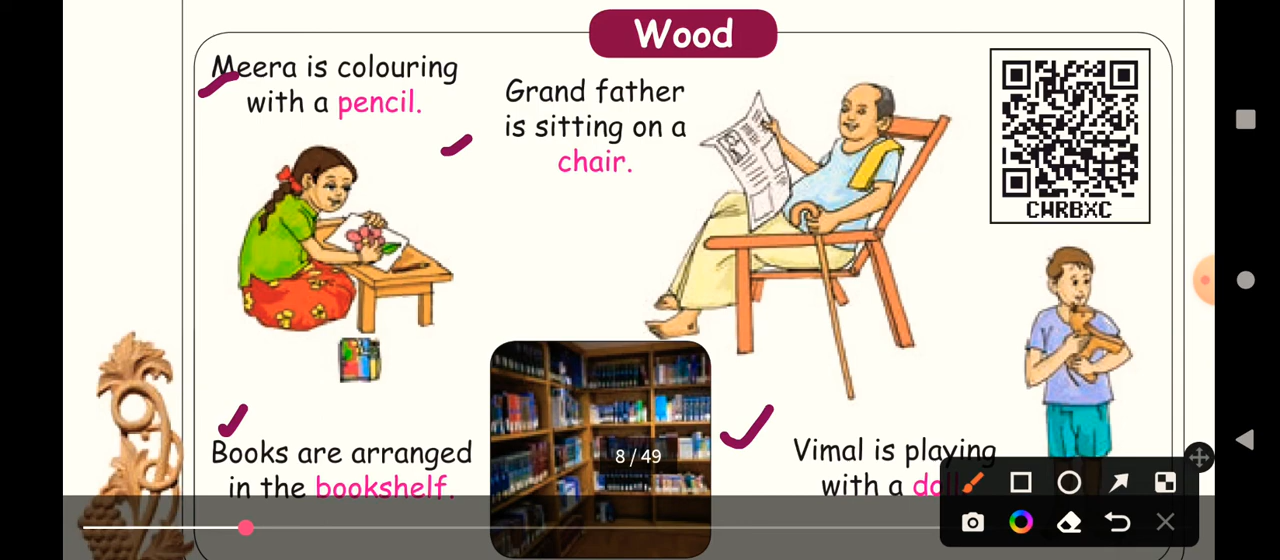 Wood
Meera is colouring
with a pencil.
Grand father
is sitting on a
chair.
CWRBXC
Books are arranged
in the bookshelf.
8 / 49
Vimal is playing
with a